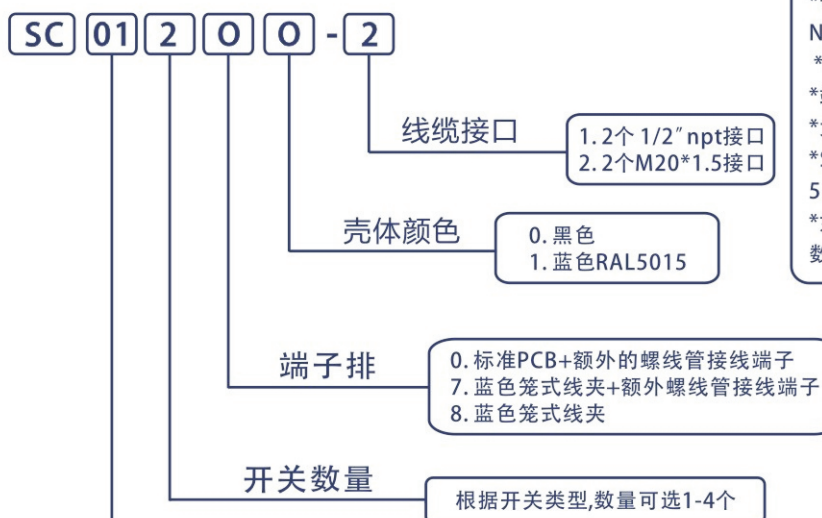 SC 01 2 0 0 - 2
线缆接口
1. 2个 1/2″npt接口
2. 2个M20*1.5接口
壳体颜色
0. 黑色
1. 蓝色RAL5015
端子排
0. 标准PCB+额外的螺线管接线端子
7. 蓝色笼式线夹+额外螺线管接线端子
8. 蓝色笼式线夹
开关数量
根据开关类型,数量可选1-4个
N
*
*
*
5
*
数